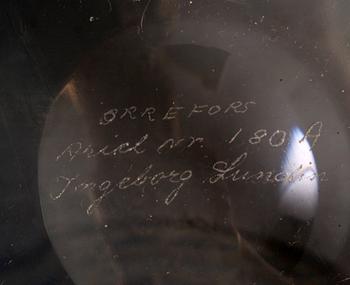 ORREFORS
Ariel nr. 180 A
Ingeborg Lundin